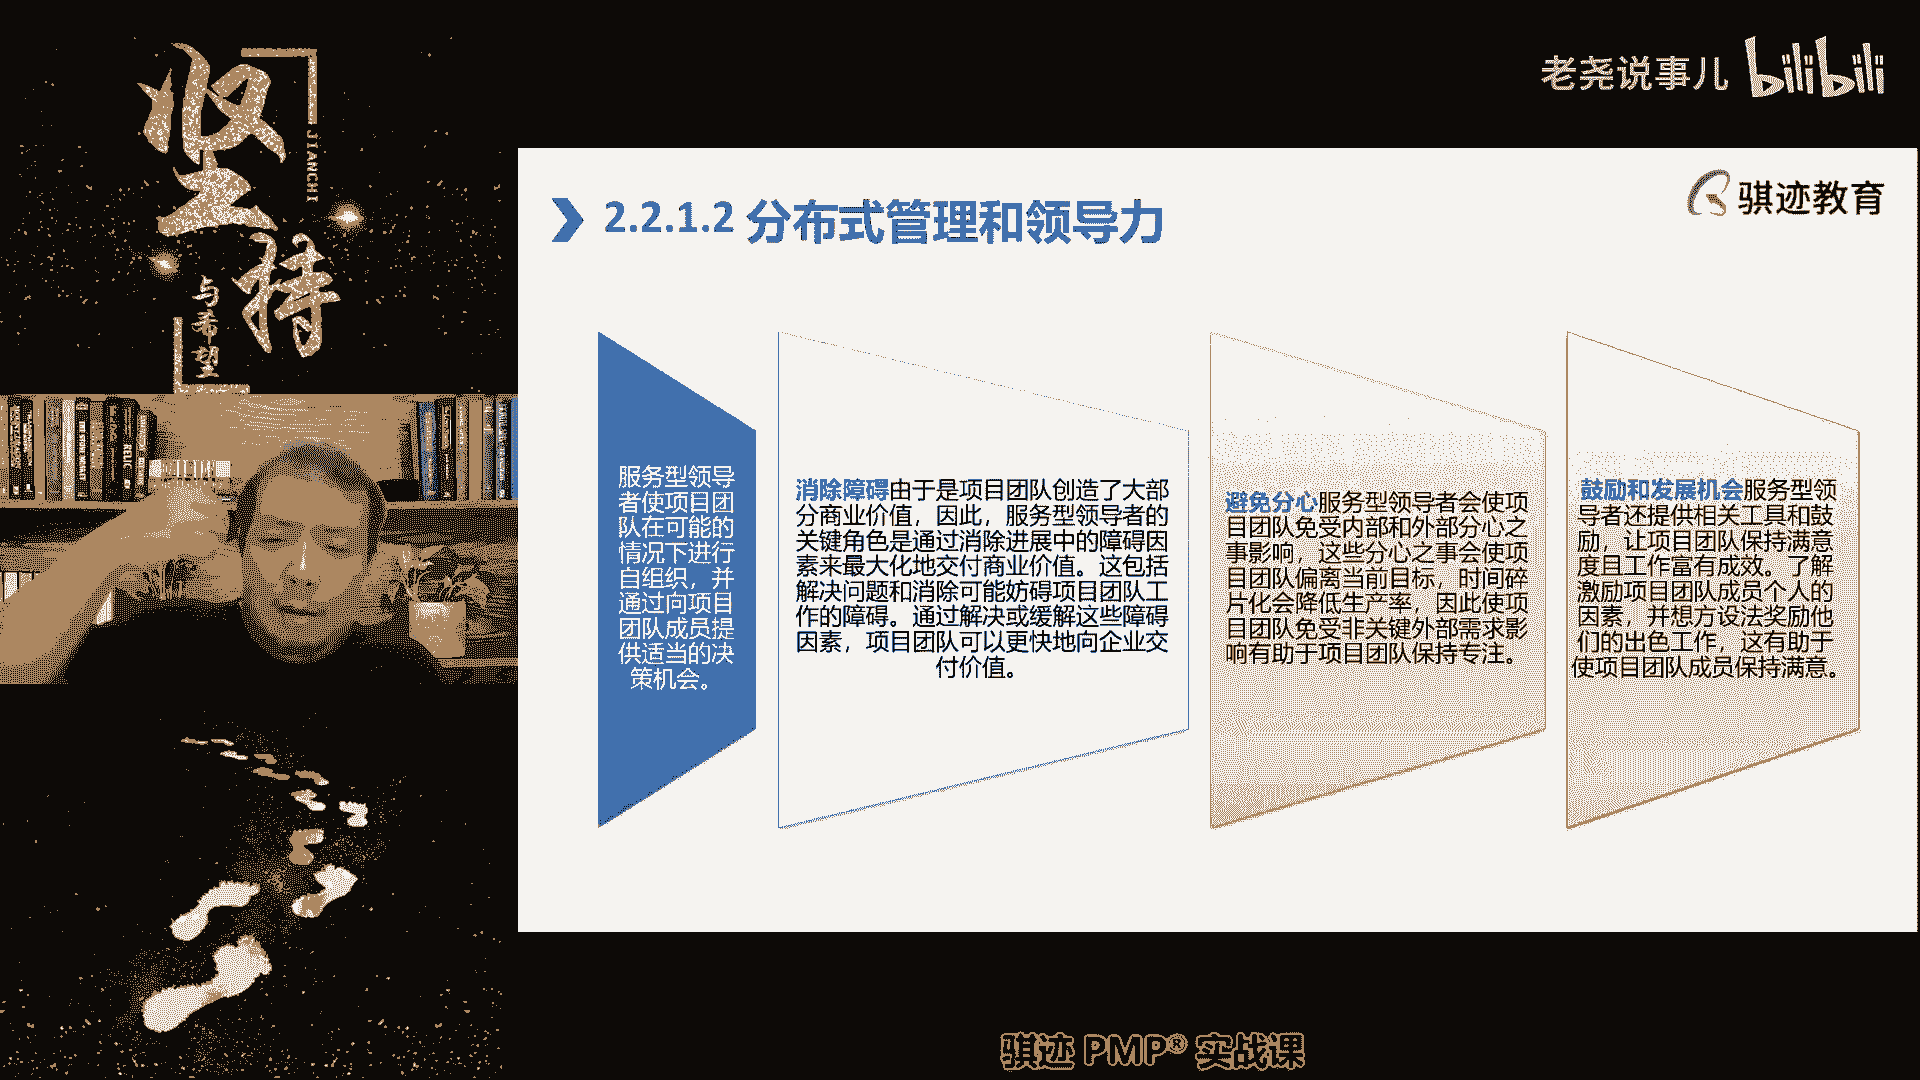 坚持
JIANCHI
与希望
老尧说事儿 bilibili
骐迹教育
2.2.1.2 分布式管理和领导力
服务型领导
者使项目团
队在可能的
情况下进行
自组织，并
通过向项目
团队成员提
供适当的决
策机会。
消除障碍由于是项目团队创造了大部
分商业价值，因此，服务型领导者的
关键角色是通过消除进展中的障碍因
素来最大化地交付商业价值。这包括
解决问题和消除可能妨碍项目团队工
作的障碍。通过解决或缓解这些障碍
因素，项目团队可以更快地向企业交
付价值。
避免分心服务型领导者会使项
目团队免受内部和外部分心之
事影响，这些分心之事会使项
目团队偏离当前目标，时间碎
片化会降低生产率，因此使项
目团队免受非关键外部需求影
响有助于项目团队保持专注。
鼓励和发展机会服务型领
导者还提供相关工具和鼓
励，让项目团队保持满意
度且工作富有成效。了解
激励项目团队成员个人的
因素，并想方设法奖励他
们的出色工作，这有助于
使项目团队成员保持满意。
骐迹 PMP® 实战课